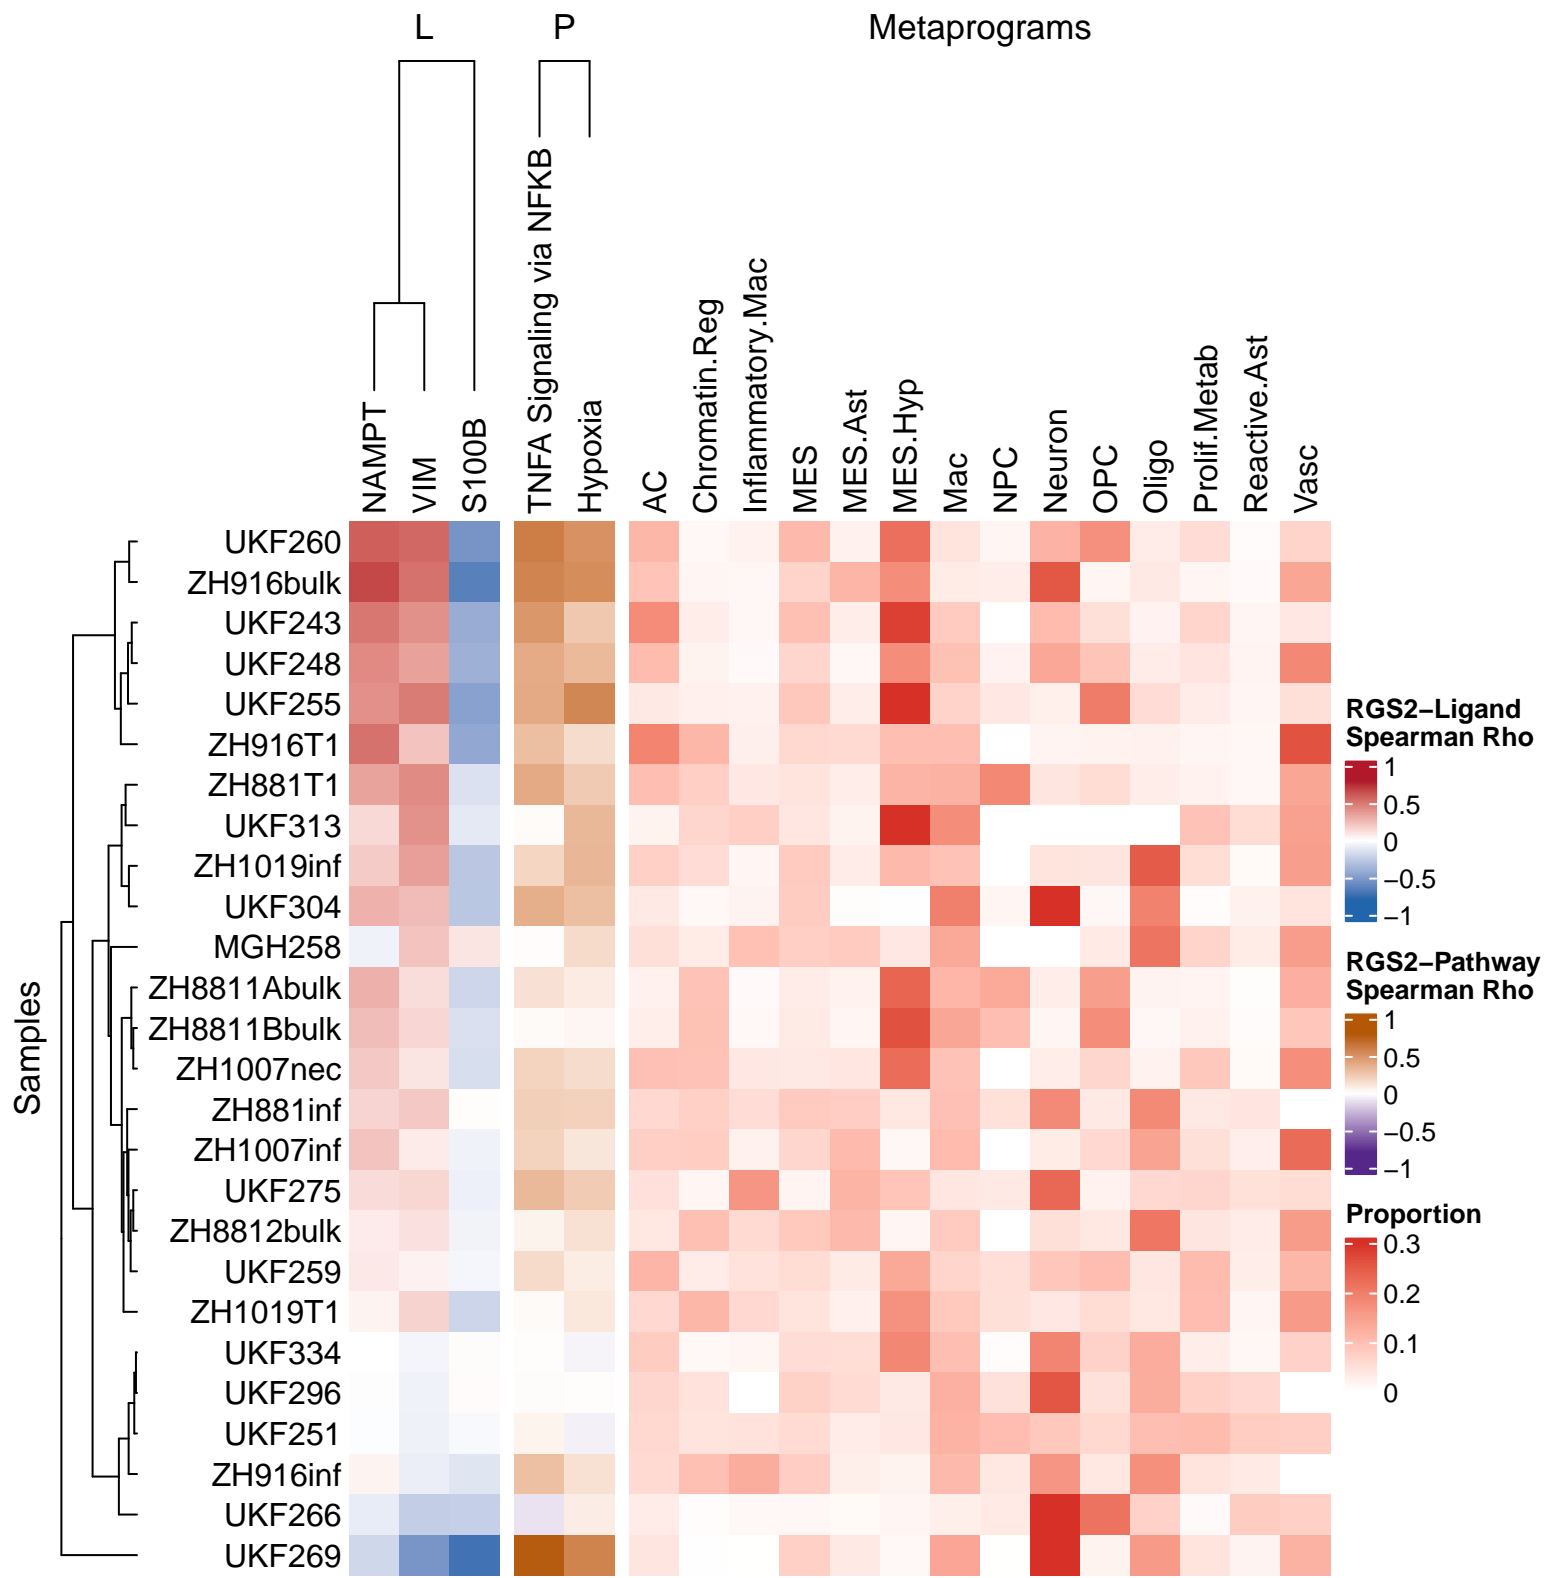 L
P
Metaprograms
NAMPT
VIM
S100B
TNFA Signaling via NFKB
Hypoxia
AC
Chromatin.Reg
Inflammatory.Mac
MES
MES.Ast
MES.Hyp
Mac
NPC
Neuron
OPC
Oligo
Prolif.Metab
Reactive.Ast
Vasc
Samples
UKF260
ZH916bulk
UKF243
UKF248
UKF255
ZH916T1
ZH881T1
UKF313
ZH1019inf
UKF304
MGH258
ZH8811Abulk
ZH8811Bbulk
ZH1007nec
ZH881inf
ZH1007inf
UKF275
ZH8812bulk
UKF259
ZH1019T1
UKF334
UKF296
UKF251
ZH916inf
UKF266
UKF269
RGS2−Ligand
Spearman Rho
1
0.5
0
−0.5
−1
RGS2−Pathway
Spearman Rho
1
0.5
0
−0.5
−1
Proportion
0.3
0.2
0.1
0